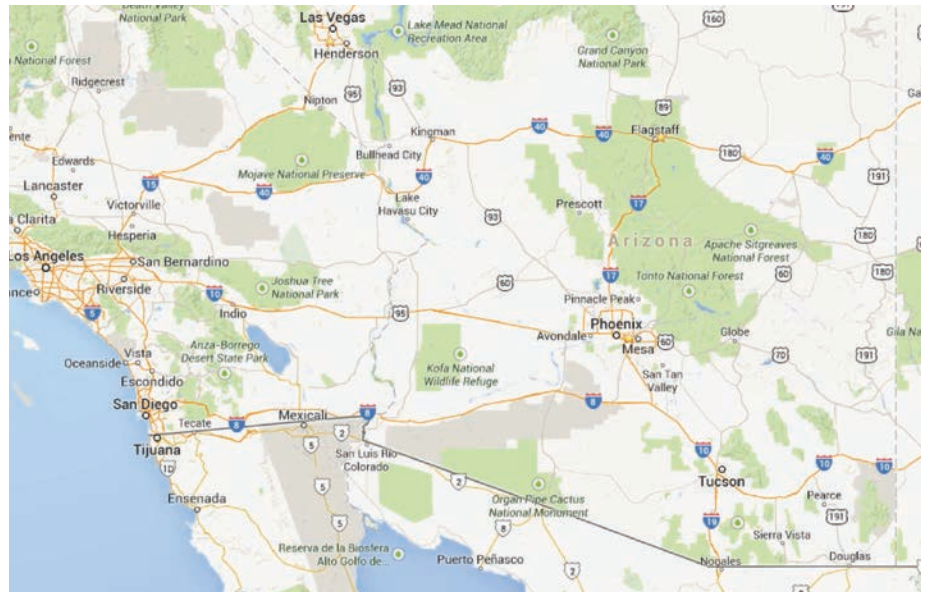 Death Valley
National Park
Las Vegas
Lake Mead National
Recreation Area
160
Henderson
Grand Canyon
National Park
National Forest
Ridgecrest
95
93
191
Nipton
89
Kingman
40
40
Flagstaff
Bullhead City
180
40
Edwards
Mojave National Preserve
15
40
40
191
Lancaster
Lake
Havasu City
Prescott
17
Victorville
93
Clarita
Hesperia
Arizona
180
Apache Sitgreaves
National Forest
Los Angeles
San Bernardino
Joshua Tree
National Park
60
17
Tonto National Forest
60
180
Riverside
10
Pinnacle Peak
5
Indio
95
Phoenix
Globe
Avondale
Mesa
60
Gila Na
Anza-Borrego
Desert State Park
Vista
Oceanside
Kofa National
Wildlife Refuge
70
191
San Tan
Valley
Escondido
San Diego
8
Mexicali
8
8
Tecate
2
5
Tijuana
San Luis Rio
Colorado
10
10
10
1D
5
2
Tucson
Ensenada
Organ Pipe Cactus
National Monument
Pearce
5
8
19
191
Sierra Vista
Reserva de la Biosfera
Alto Golfo de...
Puerto Peñasco
2
Nogales
Douglas